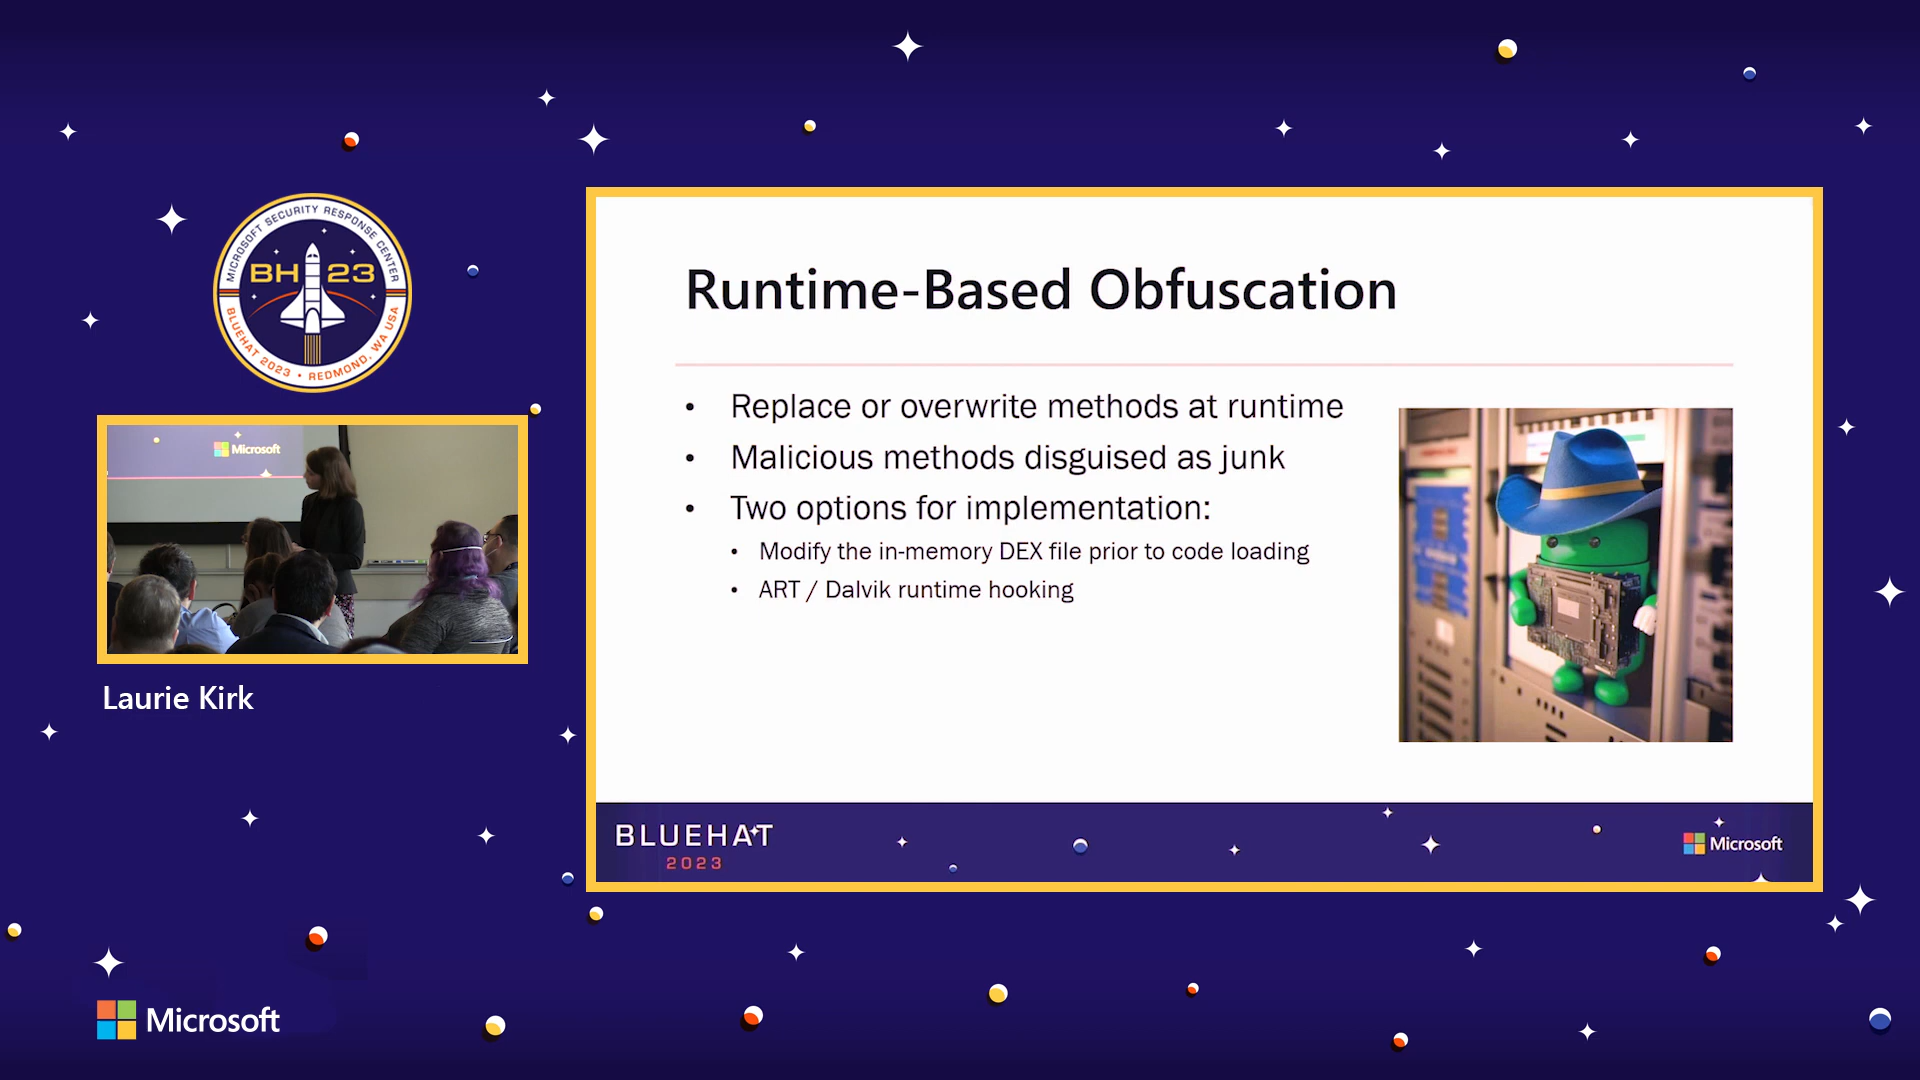 MICROSOFT SECURITY RESPONSE CENTER
BH 23
BLUEHAT 2023 • REDMOND, WA USA
Microsoft
Laurie Kirk
Runtime-Based Obfuscation
• Replace or overwrite methods at runtime
• Malicious methods disguised as junk
• Two options for implementation:
• Modify the in-memory DEX file prior to code loading
• ART / Dalvik runtime hooking
BLUEHAT
2023
Microsoft
Microsoft